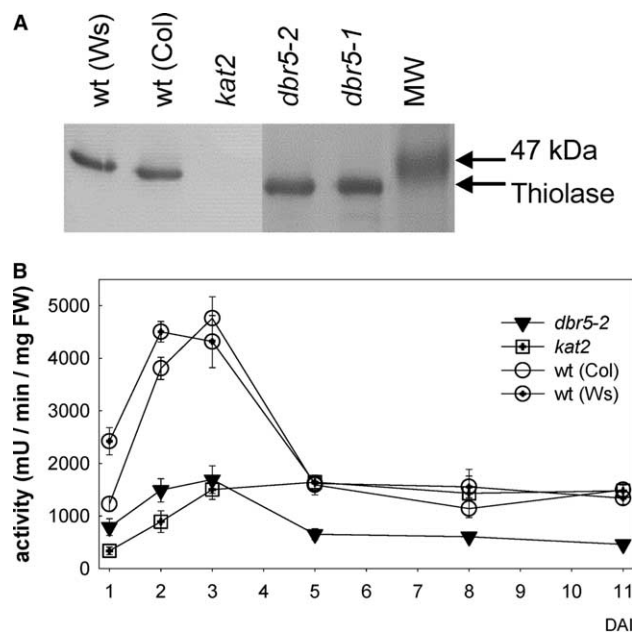 A
wt (Ws)
wt (Col)
kat2
dbr5-2
dbr5-1
MW
47 kDa
Thiolase
B
activity (mU / min / mg FW)
5000
4000
3000
2000
1000
0
dbr5-2
kat2
wt (Col)
wt (Ws)
1 2 3 4 5 7 8 10 11
DAI